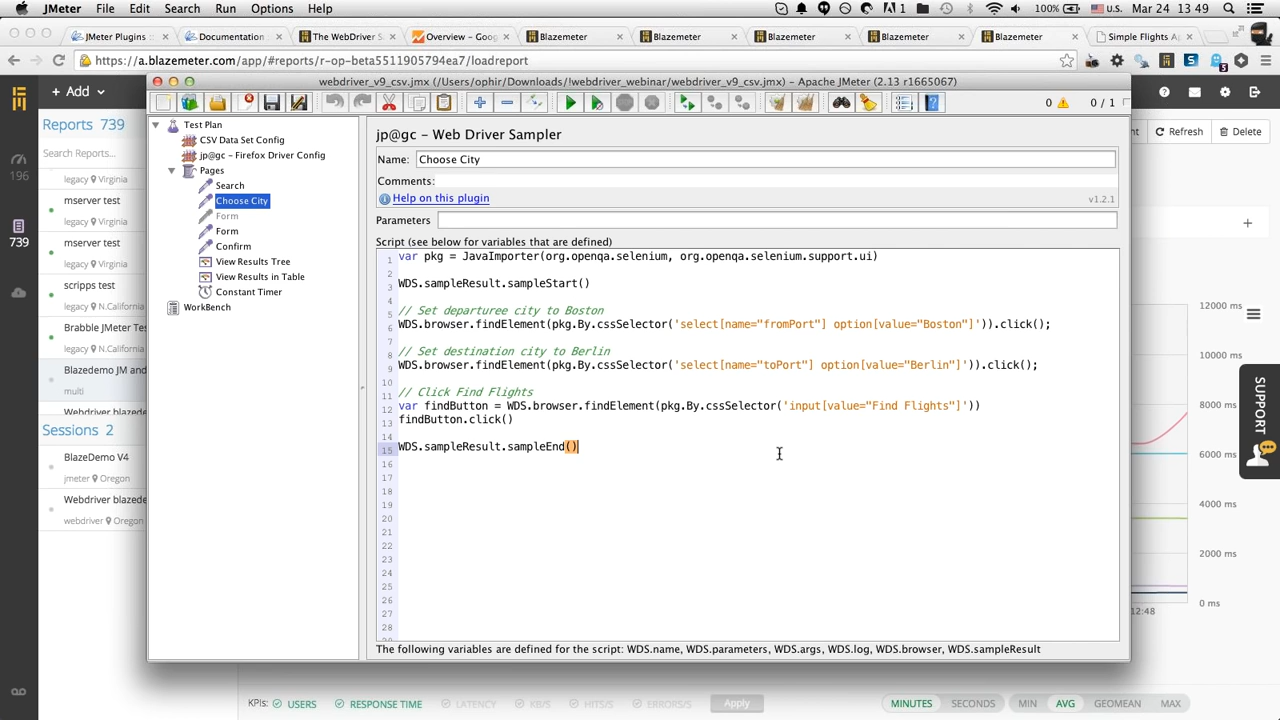 JMeter File Edit Search Run Options Help
1 100% U.S. Mar 24 13 49
JMeter Plugins
Documentation
The WebDriver S
Overview – Goo
Blazemeter
Blazemeter
Blazemeter
Blazemeter
Blazemeter
Simple Flights A
https://a.blazemeter.com/app/#reports/r-op-beta5511905794ea7/loadreport
webdriver_v9_csv.jmx (/Users/ophir/Downloads/webdriver_webinar/webdriver_v9_csv.jmx) – Apache JMeter (2.13 r1665067)
+ Add
0 0 / 1
Refresh Delete
Reports 739
Search Reports...
legacy Virginia
mserver test
legacy Virginia
mserver test
legacy Virginia
scripps test
legacy N.California
Brabble JMeter Tes
legacy N.California
Blazedemo JM and
multi
Webdriver blazed
Sessions 2
BlazeDemo V4
jmeter Oregon
Webdriver blazed
webdriver Oregon
196
739
Test Plan
CSV Data Set Config
jp@gc – Firefox Driver Config
Pages
Search
Choose City
Form
Form
Confirm
View Results Tree
View Results in Table
Constant Timer
WorkBench
jp@gc – Web Driver Sampler
Name: Choose City
Comments:
Help on this plugin v1.2.1
Parameters
Script (see below for variables that are defined)
1 var pkg = JavaImporter(org.openqa.selenium, org.openqa.selenium.support.ui)
2
3 WDS.sampleResult.sampleStart()
4
5 // Set departuree city to Boston
6 WDS.browser.findElement(pkg.By.cssSelector('select[name="fromPort"] option[value="Boston"]')).click();
7
8 // Set destination city to Berlin
9 WDS.browser.findElement(pkg.By.cssSelector('select[name="toPort"] option[value="Berlin"]')).click();
10
11 // Click Find Flights
12 var findButton = WDS.browser.findElement(pkg.By.cssSelector('input[value="Find Flights"]'))
13 findButton.click()
14
15 WDS.sampleResult.sampleEnd()
16
17
18
19
20
21
22
23
24
25
26
27
28
The following variables are defined for the script: WDS.name, WDS.parameters, WDS.args, WDS.log, WDS.browser, WDS.sampleResult
12000 ms
10000 ms
8000 ms
6000 ms
4000 ms
2000 ms
0 ms
12:48
SUPPORT
KPIs: USERS RESPONSE TIME LATENCY KB/S HITS/S ERRORS/S Apply MINUTES SECONDS MIN AVG GEOMEAN MAX